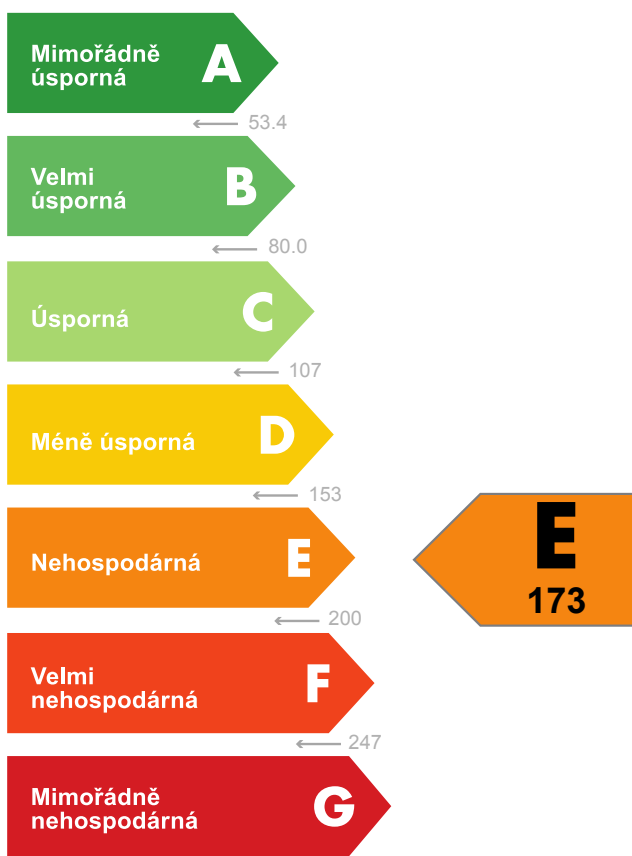 Mimořádně
úsporná
A
53.4
Velmi
úsporná
B
80.0
Úsporná
C
107
Méně úsporná
D
153
Nehospodárná
E
200
E
173
Velmi
nehospodárná
F
247
Mimořádně
nehospodárná
G